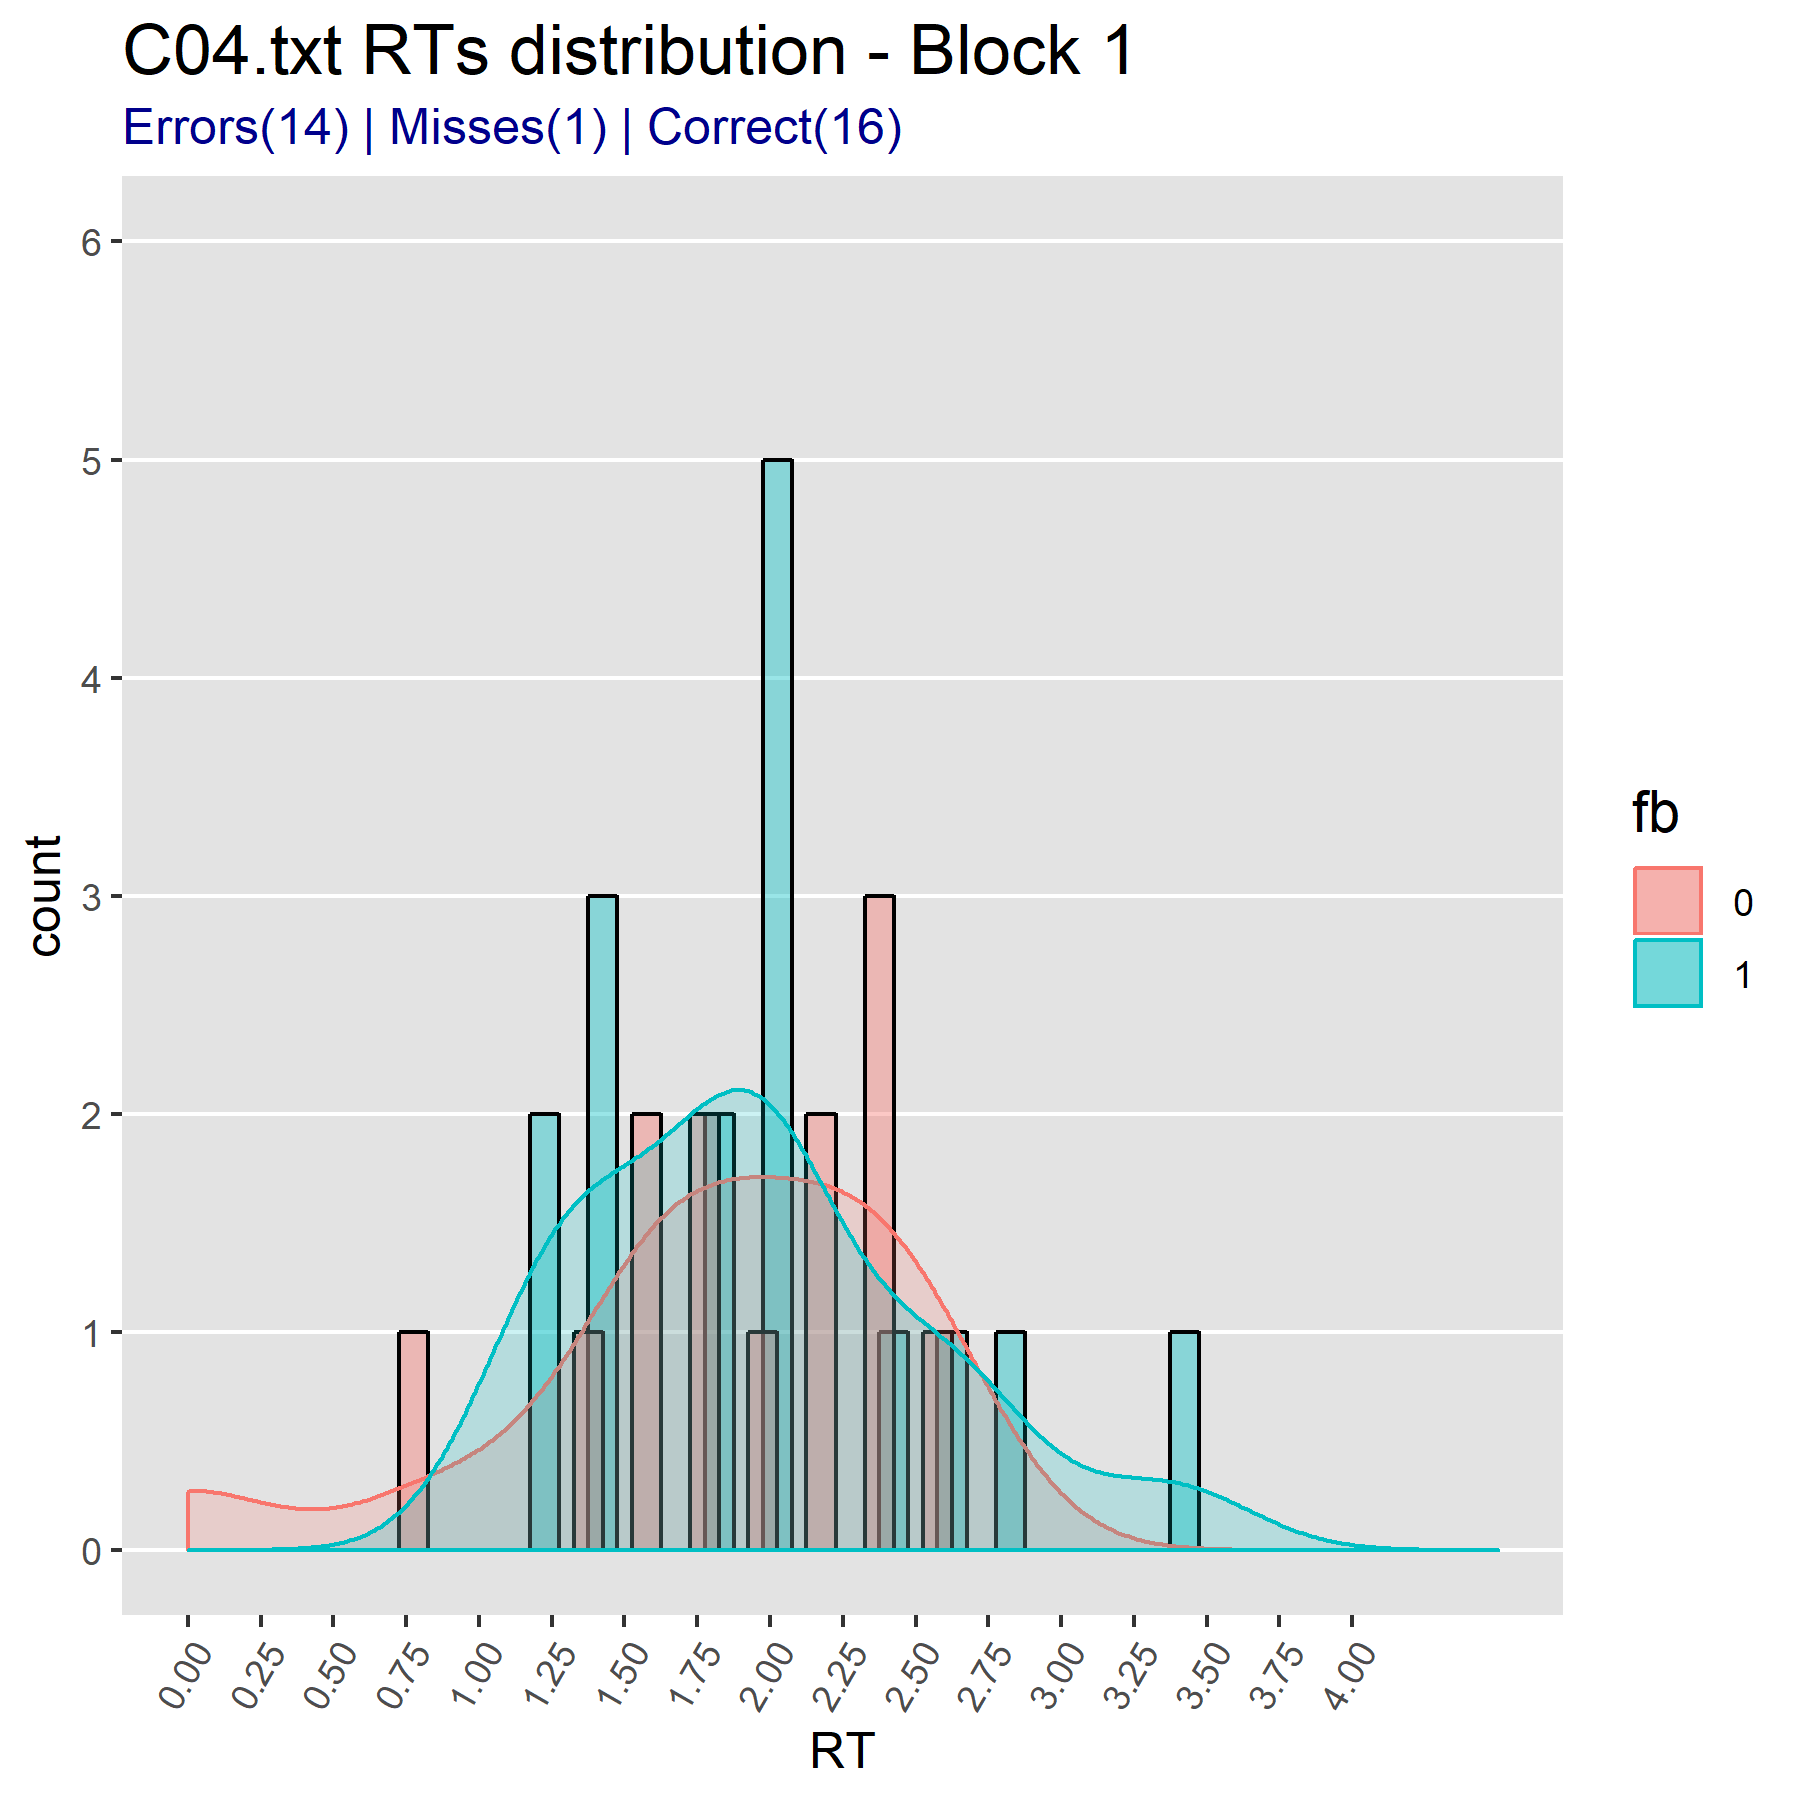 C04.txt RTs distribution - Block 1
Errors(14) | Misses(1) | Correct(16)
6
5
4
3
2
1
0
count
0.00 0.25 0.50 0.75 1.00 1.25 1.50 1.75 2.00 2.25 2.50 2.75 3.00 3.25 3.50 3.75 4.00
RT
fb
0
1